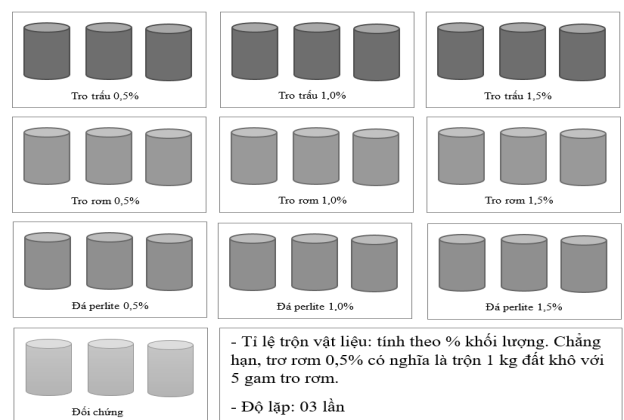 Tro trấu 0,5%
Tro trấu 1,0%
Tro trấu 1,5%
Tro rơm 0,5%
Tro rơm 1,0%
Tro rơm 1,5%
Đá perlite 0,5%
Đá perlite 1,0%
Đá perlite 1,5%
Đối chứng
- Tỉ lệ trộn vật liệu: tính theo % khối lượng. Chẳng
hạn, trơ rơm 0,5% có nghĩa là trộn 1 kg đất khô với
5 gam tro rơm.
- Độ lặp: 03 lần